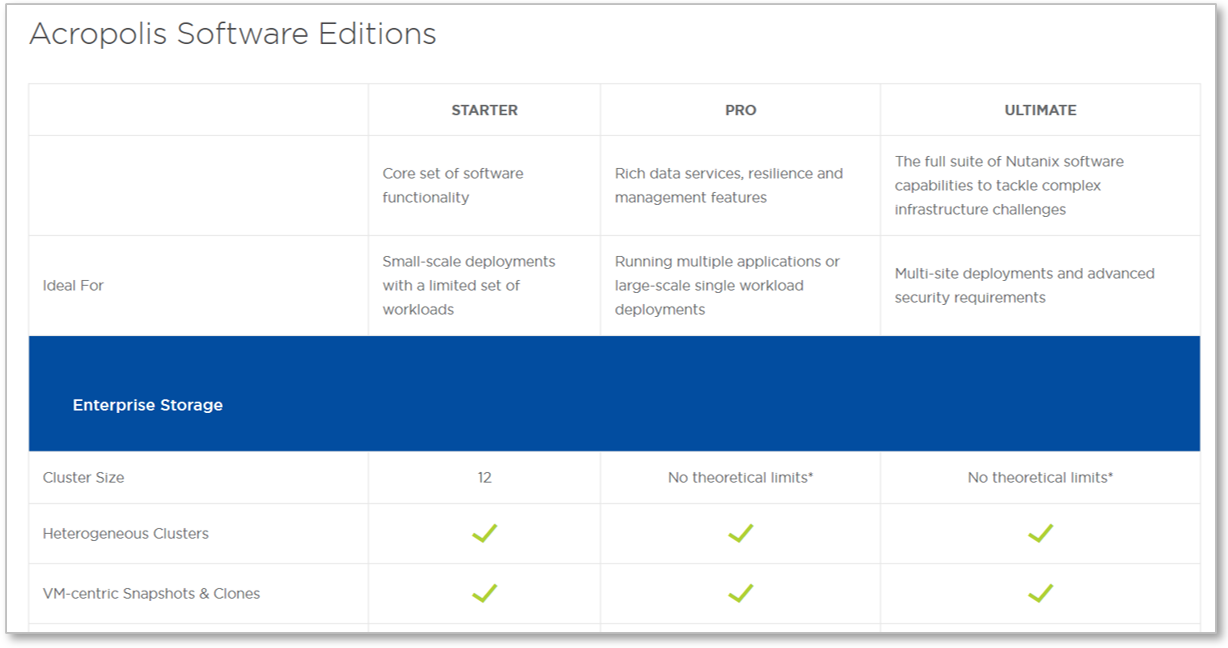 Acropolis Software Editions
STARTER
PRO
ULTIMATE
Core set of software
functionality
Rich data services, resilience and
management features
The full suite of Nutanix software
capabilities to tackle complex
infrastructure challenges
Ideal For
Small-scale deployments
with a limited set of
workloads
Running multiple applications or
large-scale single workload
deployments
Multi-site deployments and advanced
security requirements
Enterprise Storage
Cluster Size
12
No theoretical limits*
No theoretical limits*
Heterogeneous Clusters
VM-centric Snapshots & Clones